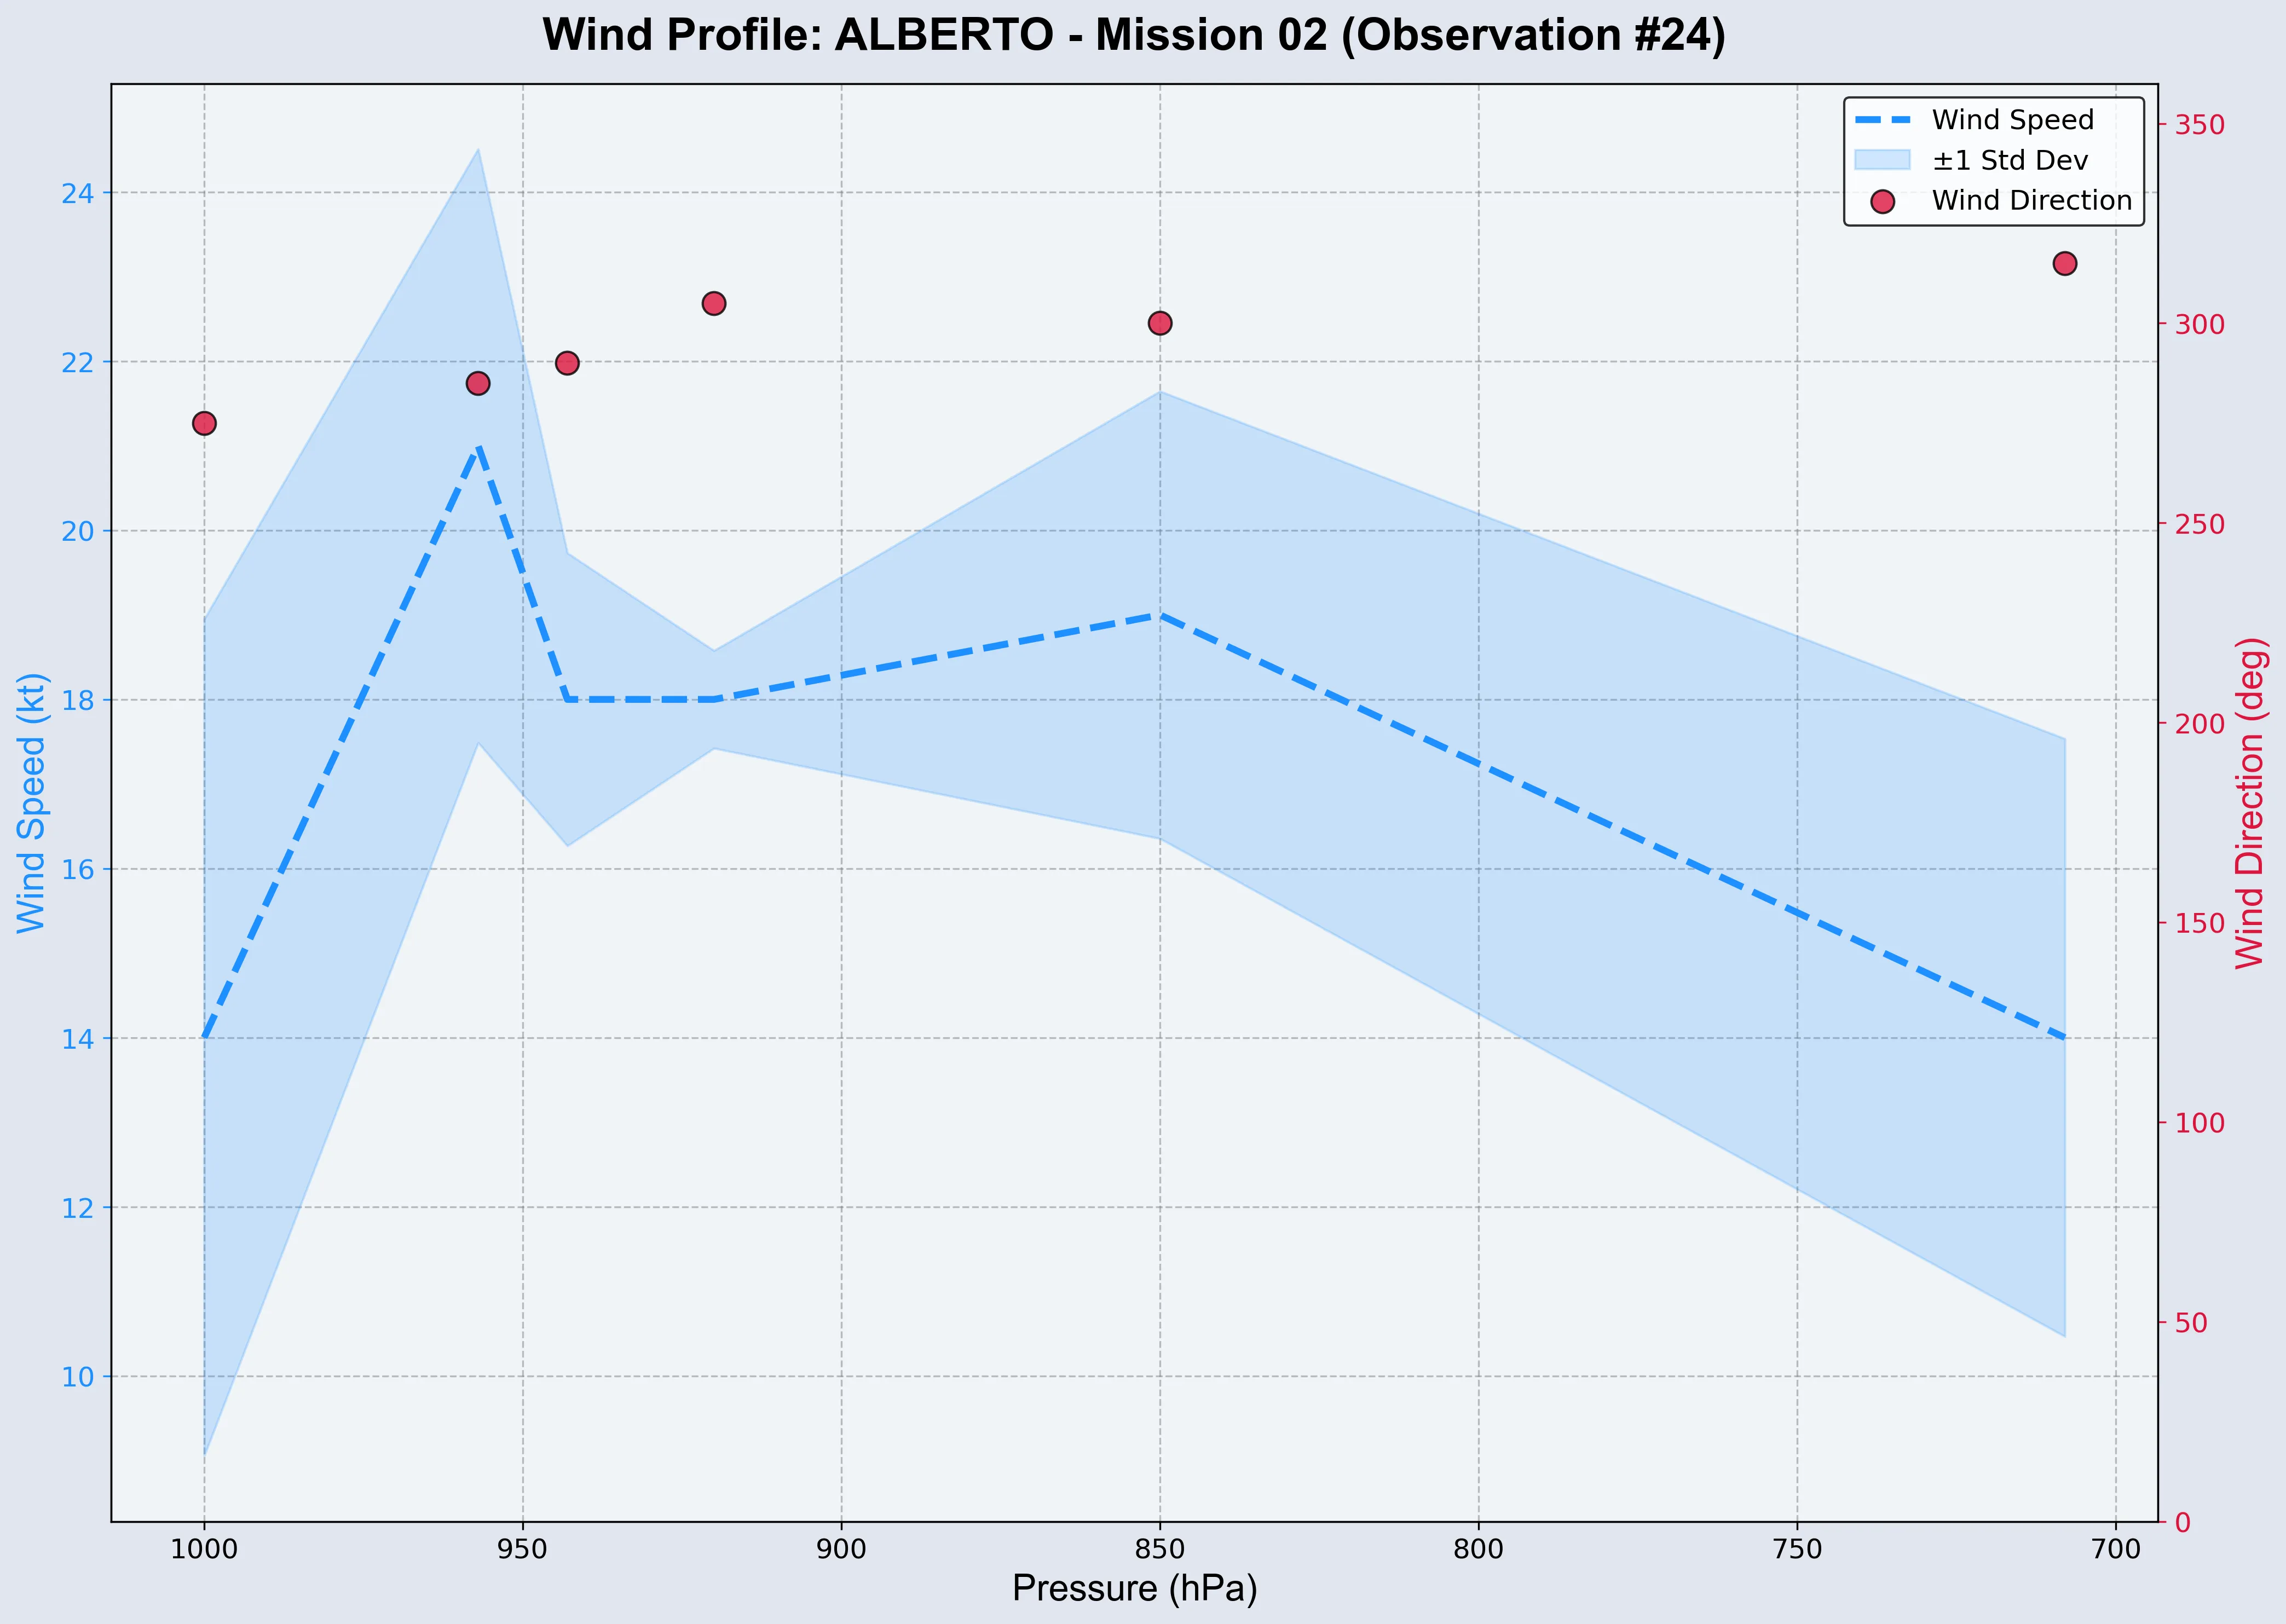 Wind Profile: ALBERTO - Mission 02 (Observation #24)
Wind Speed
±1 Std Dev
Wind Direction
Wind Speed (kt)
24
22
20
18
16
14
12
10
350
300
250
200
150
100
50
0
Wind Direction (deg)
1000 950 900 850 800 750 700
Pressure (hPa)